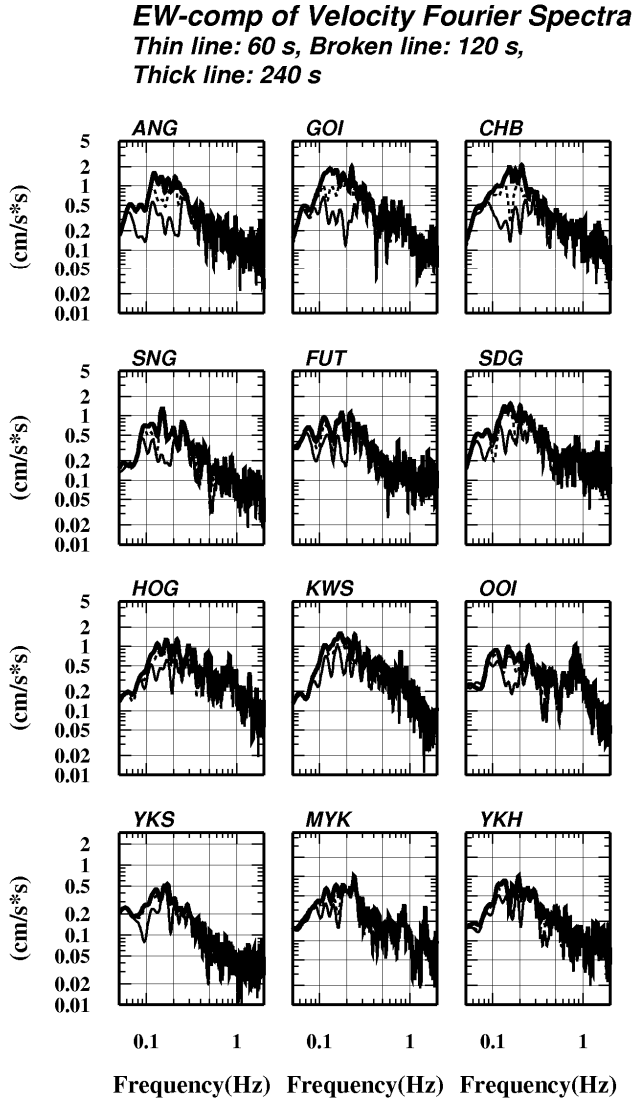 EW-comp of Velocity Fourier Spectra
Thin line: 60 s, Broken line: 120 s,
Thick line: 240 s
ANG GOI CHB
5
1
0.5
0.2
0.1
0.05
0.02
0.01
(cm/s*s)
SNG FUT SDG
5
1
0.5
0.2
0.1
0.05
0.02
0.01
(cm/s*s)
HOG KWS OOI
5
1
0.5
0.2
0.1
0.05
0.02
0.01
(cm/s*s)
YKS MYK YKH
2
1
0.5
0.2
0.1
0.05
0.02
0.01
(cm/s*s)
0.1 1 0.1 1 0.1 1
Frequency(Hz) Frequency(Hz) Frequency(Hz)